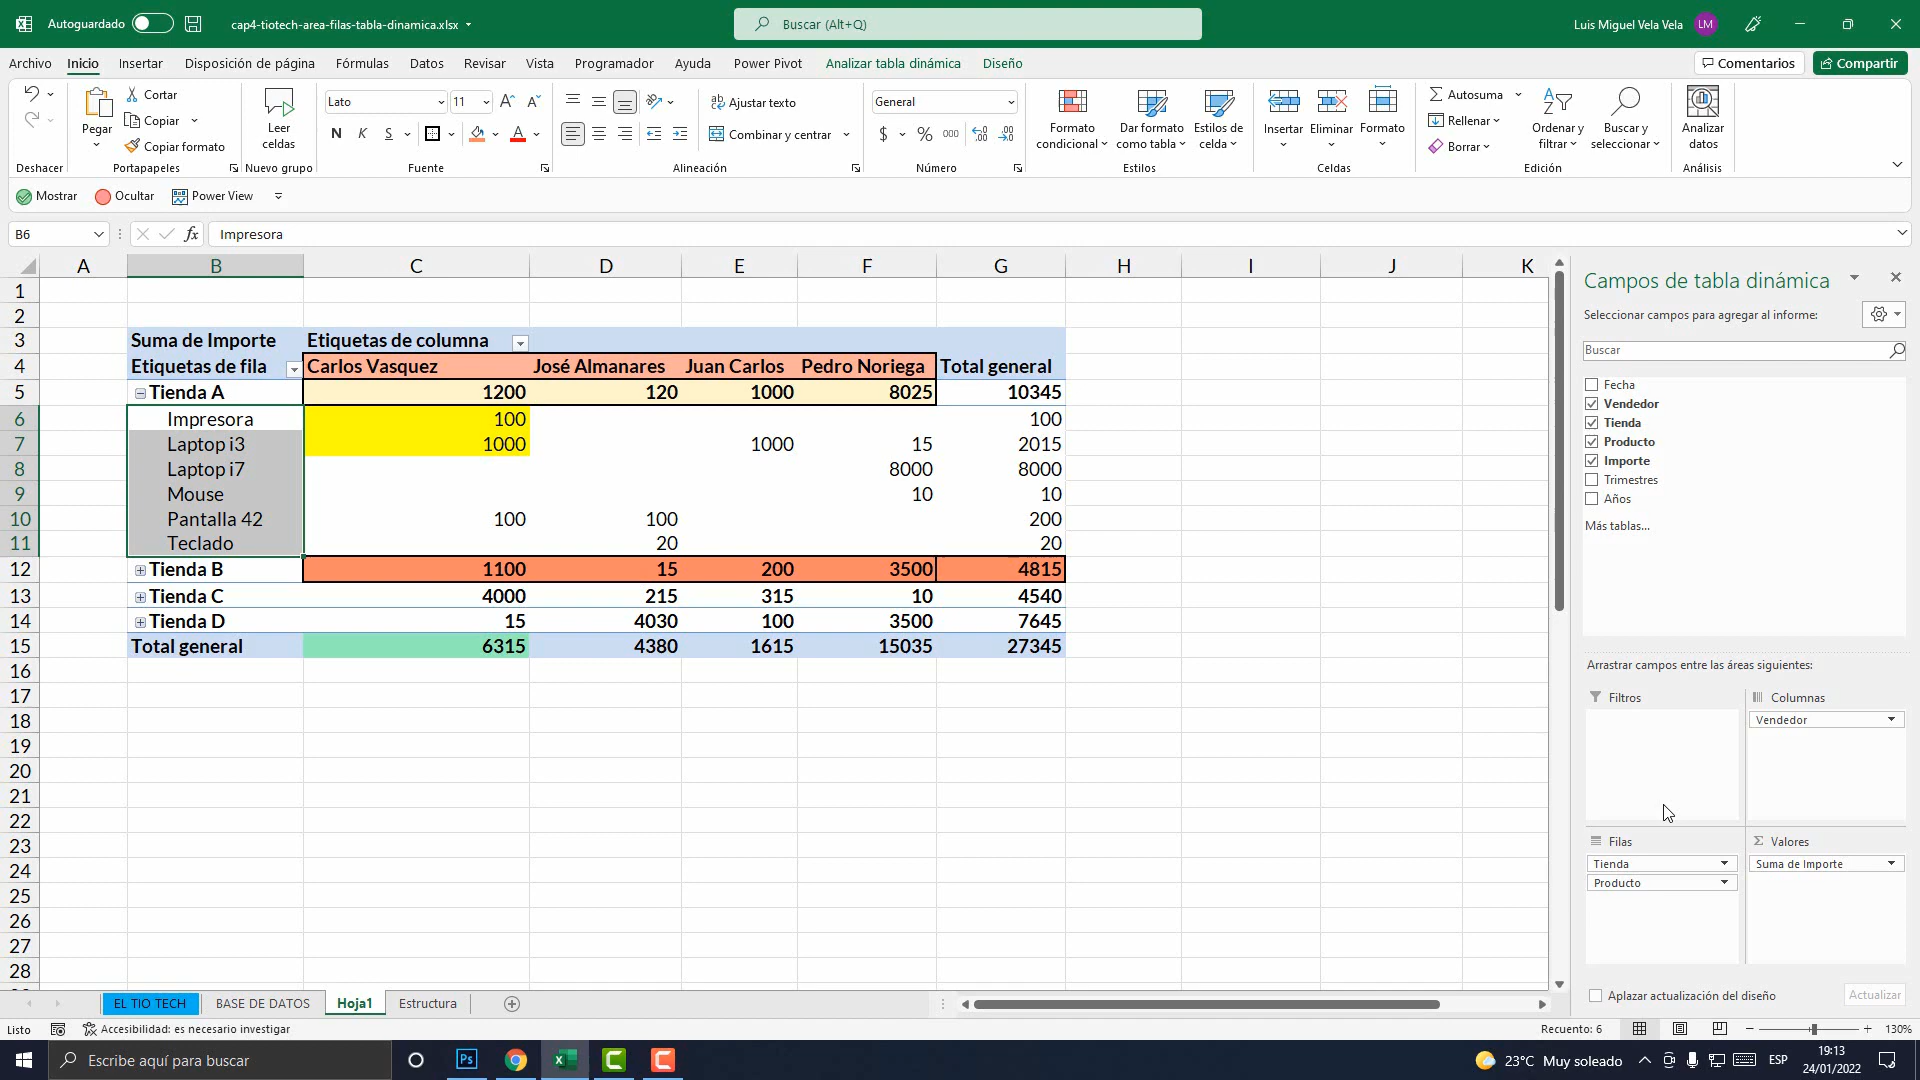 Autoguardado cap4-tiotech-area-filas-tabla-dinamica.xlsx Buscar (Alt+Q) Luis Miguel Vela Vela LM
Archivo Inicio Insertar Disposición de página Fórmulas Datos Revisar Vista Programador Ayuda Power Pivot Analizar tabla dinámica Diseño Comentarios Compartir
Pegar Cortar Copiar Copiar formato
Leer celdas
Lato 11
N K S
Ajustar texto
Combinar y centrar
General
$ % 000
Formato condicional Dar formato como tabla Estilos de celda
Insertar Eliminar Formato
Autosuma Rellenar Borrar
Ordenar y filtrar Buscar y seleccionar
Analizar datos
Deshacer Portapapeles Nuevo grupo Fuente Alineación Número Estilos Celdas Edición Análisis
Mostrar Ocultar Power View
B6 fx Impresora
A B C D E F G H I J K
1
2
3 Suma de Importe Etiquetas de columna
4 Etiquetas de fila Carlos Vasquez José Almanares Juan Carlos Pedro Noriega Total general
5 Tienda A 1200 120 1000 8025 10345
6 Impresora 100 100
7 Laptop i3 1000 1000 15 2015
8 Laptop i7 8000 8000
9 Mouse 10 10
10 Pantalla 42 100 100 200
11 Teclado 20 20
12 Tienda B 1100 15 200 3500 4815
13 Tienda C 4000 215 315 10 4540
14 Tienda D 15 4030 100 3500 7645
15 Total general 6315 4380 1615 15035 27345
16
17
18
19
20
21
22
23
24
25
26
27
28
Campos de tabla dinámica
Seleccionar campos para agregar al informe:
Buscar
Fecha
Vendedor
Tienda
Producto
Importe
Trimestres
Años
Más tablas...
Arrastrar campos entre las áreas siguientes:
Filtros Columnas
Vendedor
Filas Valores
Tienda Suma de Importe
Producto
Aplazar actualización del diseño Actualizar
EL TIO TECH BASE DE DATOS Hoja1 Estructura
Listo Accesibilidad: es necesario investigar Recuento: 6 130%
Escribe aquí para buscar Ps 23°C Muy soleado ESP 19:13
24/01/2022